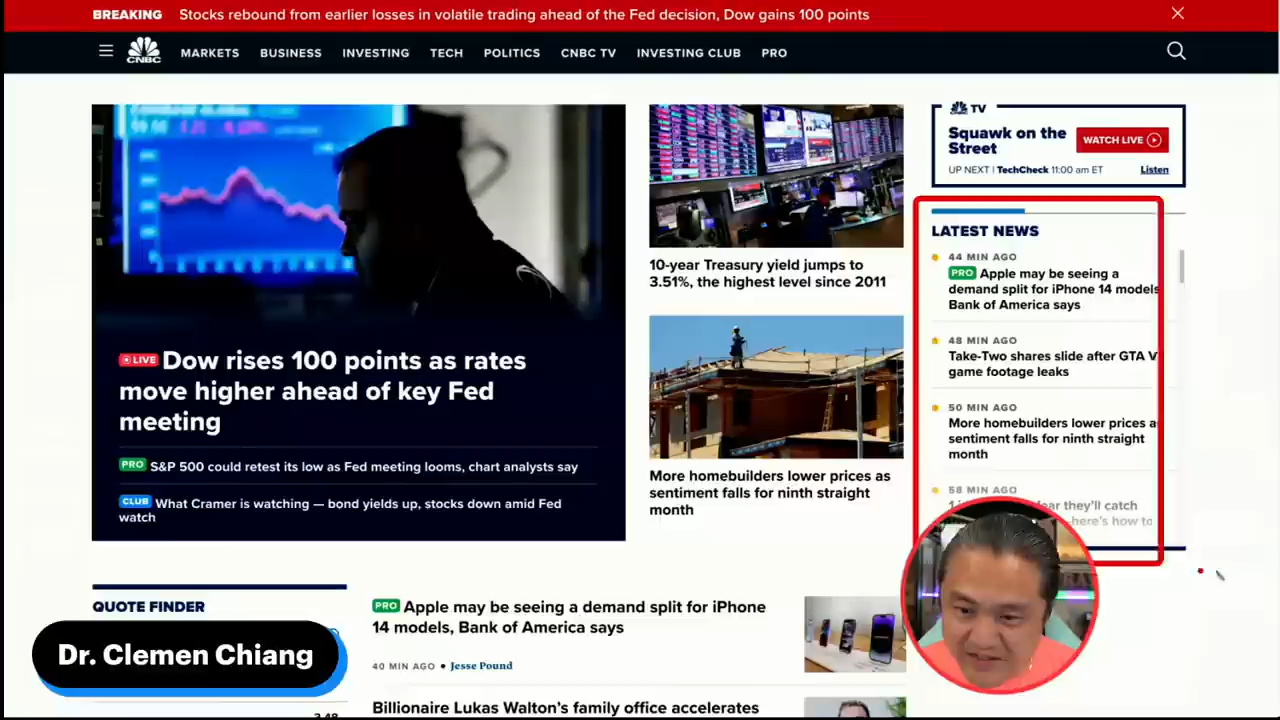 BREAKING Stocks rebound from earlier losses in volatile trading ahead of the Fed decision, Dow gains 100 points
CNBC MARKETS BUSINESS INVESTING TECH POLITICS CNBC TV INVESTING CLUB PRO
LIVE Dow rises 100 points as rates
move higher ahead of key Fed
meeting
PRO S&P 500 could retest its low as Fed meeting looms, chart analysts say
CLUB What Cramer is watching — bond yields up, stocks down amid Fed
watch
10-year Treasury yield jumps to
3.51%, the highest level since 2011
More homebuilders lower prices as
sentiment falls for ninth straight
month
TV
Squawk on the
Street
WATCH LIVE
UP NEXT | TechCheck 11:00 am ET
Listen
LATEST NEWS
44 MIN AGO
PRO Apple may be seeing a
demand split for iPhone 14 models
Bank of America says
48 MIN AGO
Take-Two shares slide after GTA V
game footage leaks
50 MIN AGO
More homebuilders lower prices a
sentiment falls for ninth straight
month
58 MIN AGO
they'll catch
here's how to
QUOTE FINDER
Dr. Clemen Chiang
PRO Apple may be seeing a demand split for iPhone
14 models, Bank of America says
40 MIN AGO • Jesse Pound
Billionaire Lukas Walton's family office accelerates